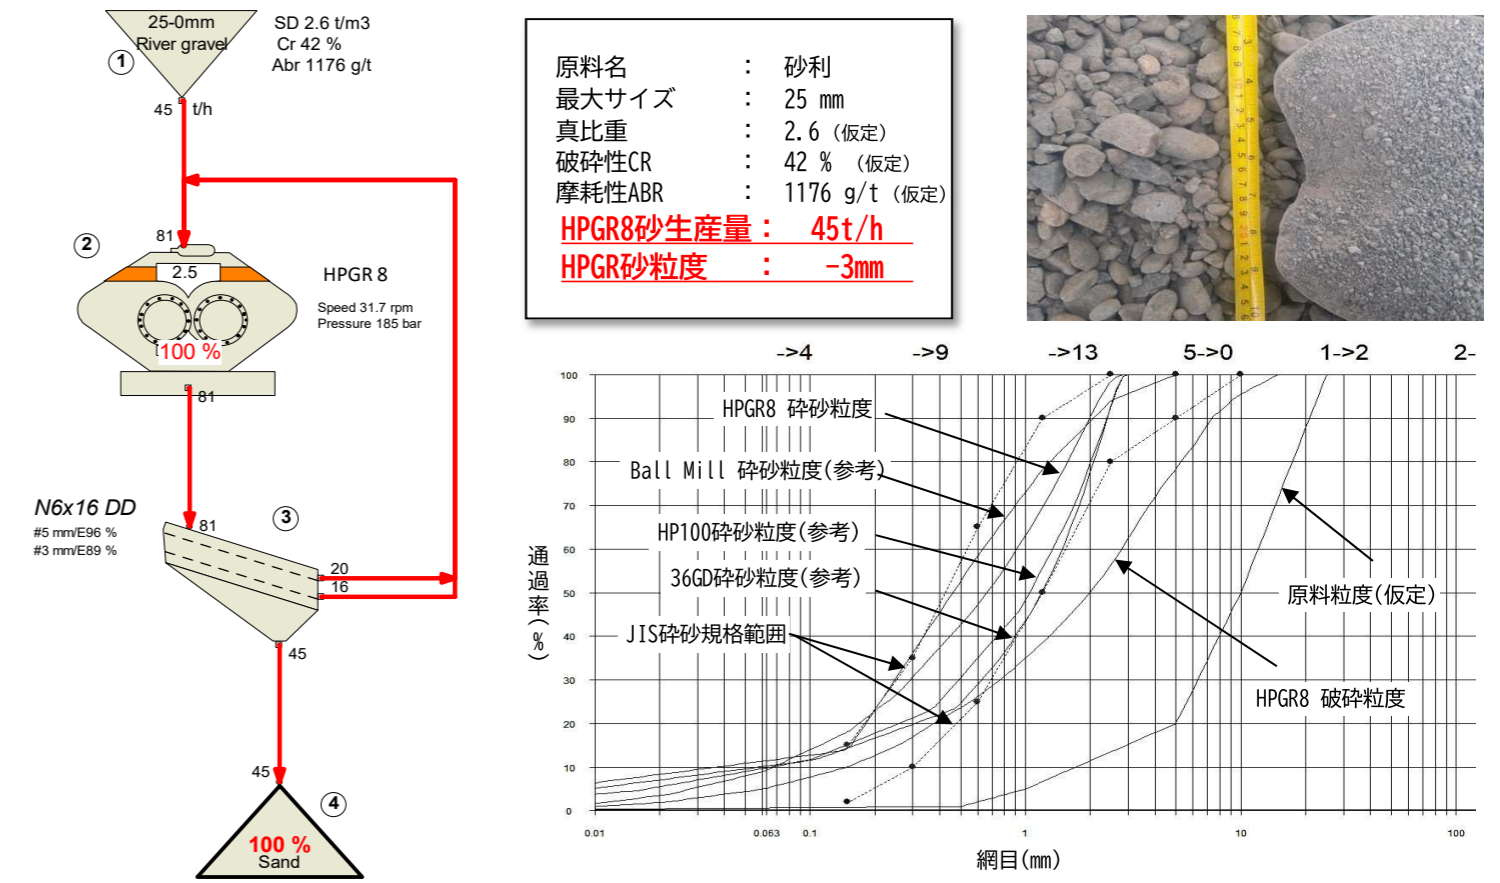 25-0mm
River gravel
SD 2.6 t/m3
Cr 42 %
Abr 1176 g/t
1
45 t/h
2
81
2.5
HPGR 8
Speed 31.7 rpm
Pressure 185 bar
100 %
81
N6x16 DD
#5 mm/E96 %
#3 mm/E89 %
3
81
20
16
45
45
4
100 %
Sand
原料名 : 砂利
最大サイズ : 25 mm
真比重 : 2.6 (仮定)
破砕性CR : 42 % (仮定)
摩耗性ABR : 1176 g/t (仮定)
HPGR8砂生産量: 45t/h
HPGR砂粒度 : -3mm
->4 ->9 ->13 5->0 1->2 2-
100
90
80
70
60
50
40
30
20
10
0
通過率(%)
HPGR8 砕砂粒度
Ball Mill 砕砂粒度(参考)
HP100砕砂粒度(参考)
36GD砕砂粒度(参考)
JIS砕砂規格範囲
原料粒度(仮定)
HPGR8 破砕粒度
0.01 0.063 0.1 1 10 100
網目(mm)